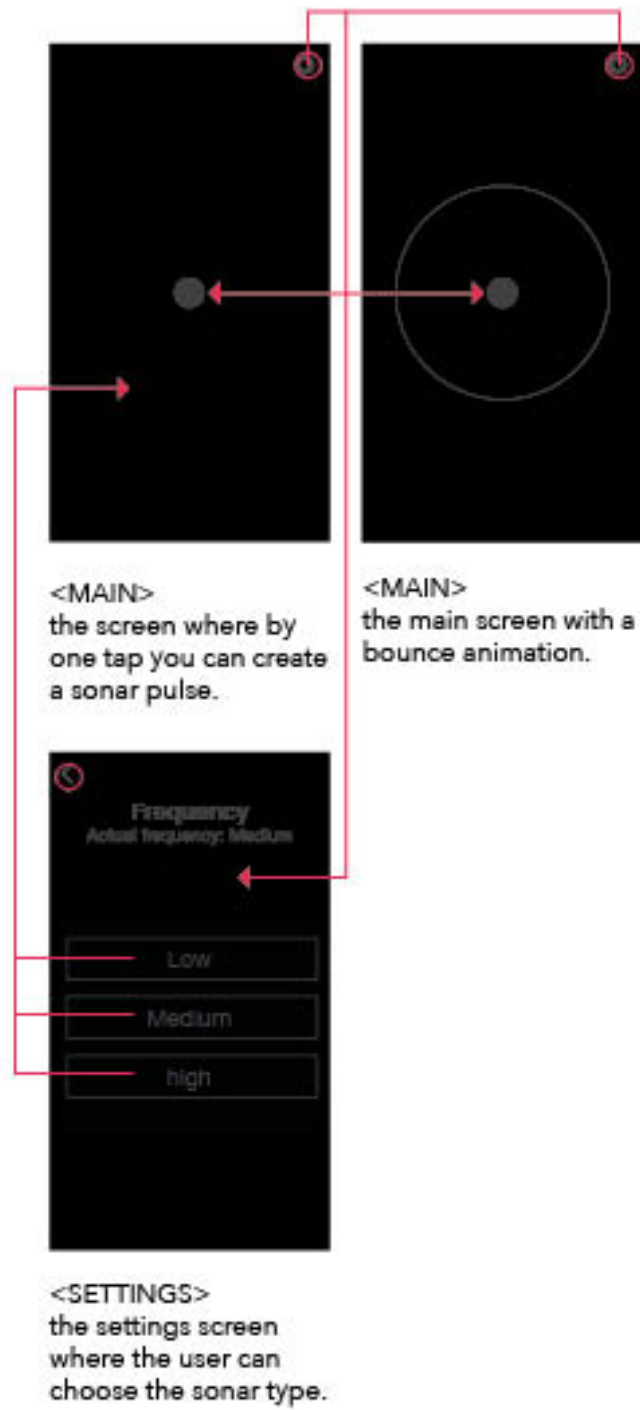 <MAIN>
the screen where by
one tap you can create
a sonar pulse.
<MAIN>
the main screen with a
bounce animation.
Frequency
Actual frequency: Medium
Low
Medium
high
<SETTINGS>
the settings screen
where the user can
choose the sonar type.